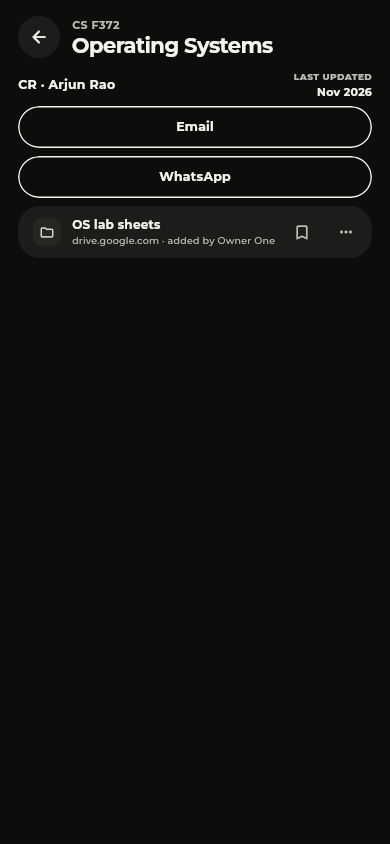 CS F372
Operating Systems
CR · Arjun Rao
LAST UPDATED
Nov 2026
Email
WhatsApp
OS lab sheets
drive.google.com · added by Owner One